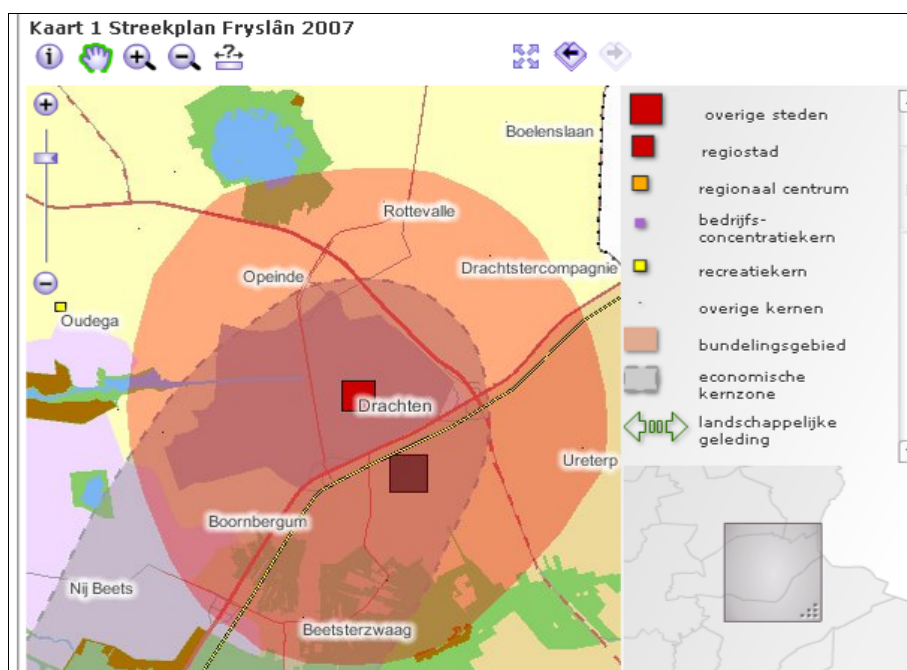 Kaart 1 Streekplan Fryslân 2007
i
?
Boelenslaan
Rottevalle
Opeinde
Drachtstercompagnie
Oudega
Drachten
Ureterp
Boornbergum
Nij Beets
Beetsterzwaag
overige steden
regiostad
regionaal centrum
bedrijfs-
concentratiekern
recreatiekern
overige kernen
bundelingsgebied
economische
kernzone
landschappelijke
geleding